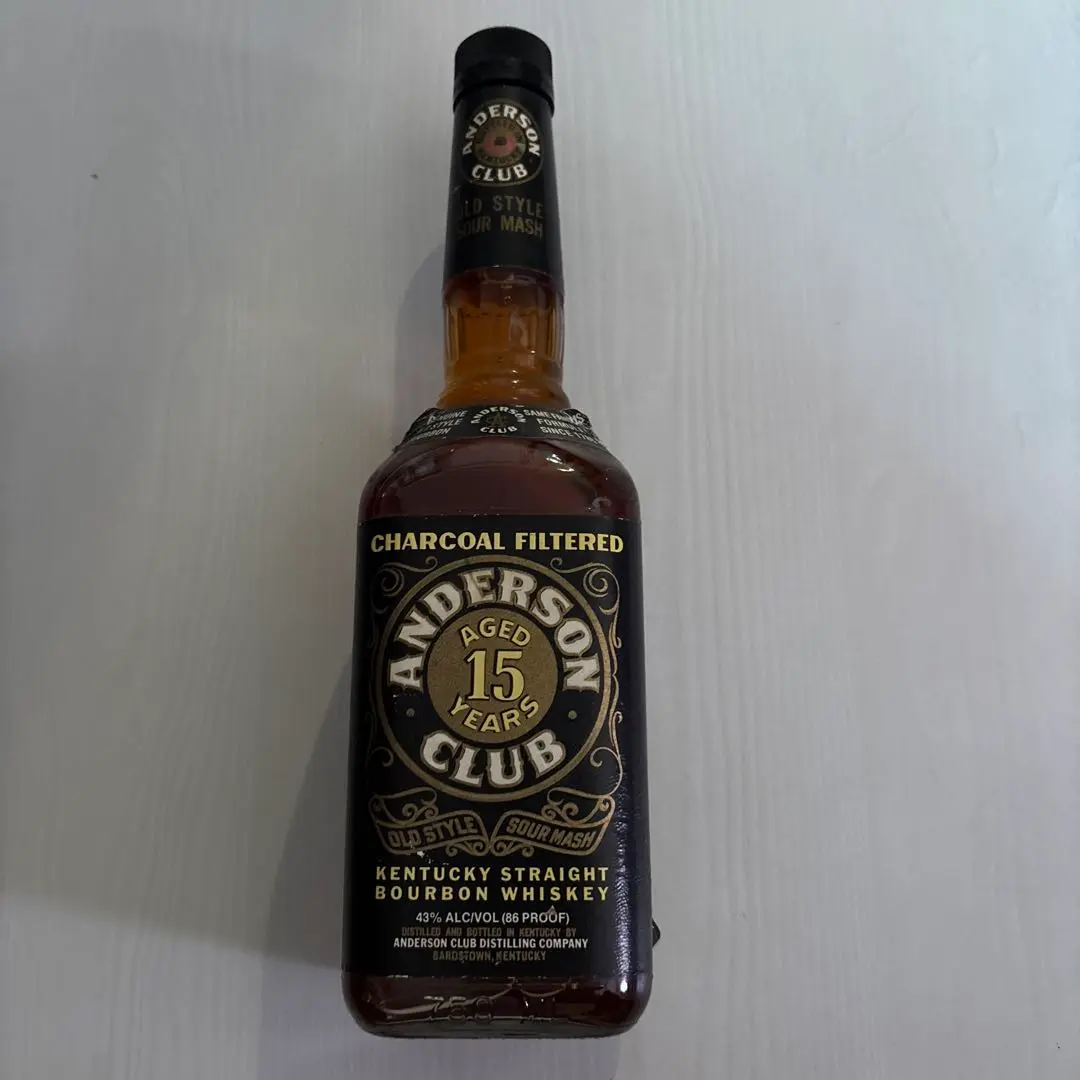 ANDERSON
CLUB
OLD STYLE
SOUR MASH
ANDERSON
CLUB
FORMULA
SINCE
CHARCOAL FILTERED
ANDERSON
AGED
15
YEARS
CLUB
OLD STYLE
SOUR MASH
KENTUCKY STRAIGHT
BOURBON WHISKEY
43% ALC/VOL (86 PROOF)
DISTILLED AND BOTTLED IN KENTUCKY BY
ANDERSON CLUB DISTILLING COMPANY
BARDSTOWN, KENTUCKY